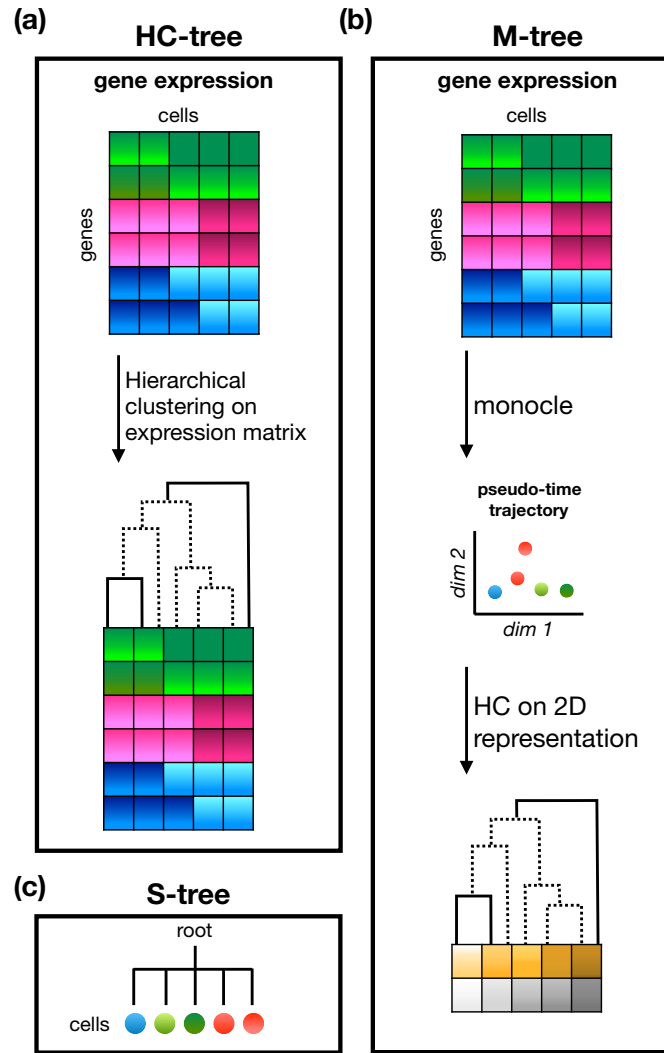 (a)
HC-tree
gene expression
cells
genes
Hierarchical
clustering on
expression matrix
(b)
M-tree
gene expression
cells
genes
monocle
pseudo-time
trajectory
dim 2
dim 1
HC on 2D
representation
(c)
S-tree
root
cells